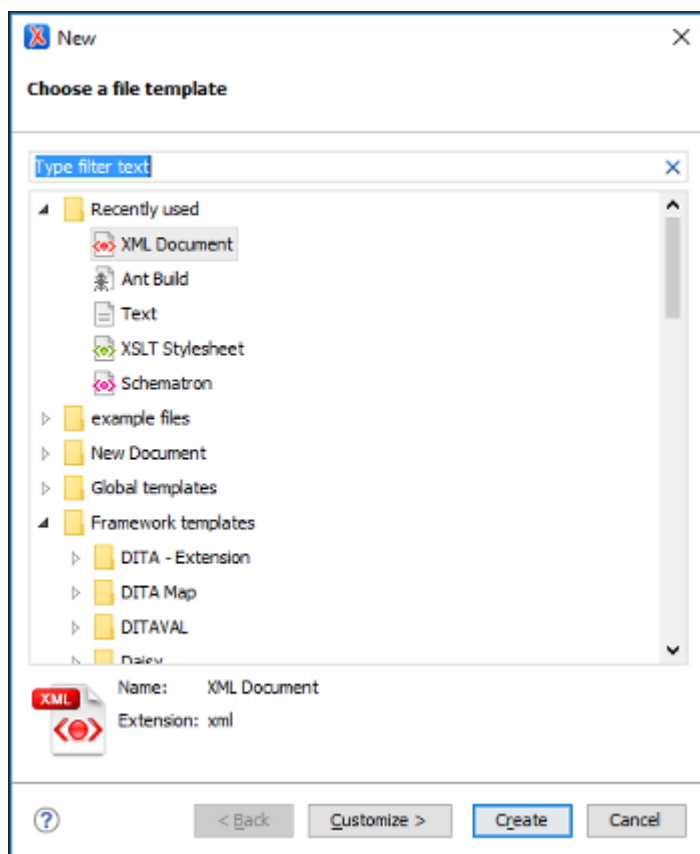 New
Choose a file template
Type filter text
Recently used
XML Document
Ant Build
Text
XSLT Stylesheet
Schematron
example files
New Document
Global templates
Framework templates
DITA - Extension
DITA Map
DITAVAL
Daisy
XML
Name: XML Document
Extension: xml
? < Back Customize > Create Cancel